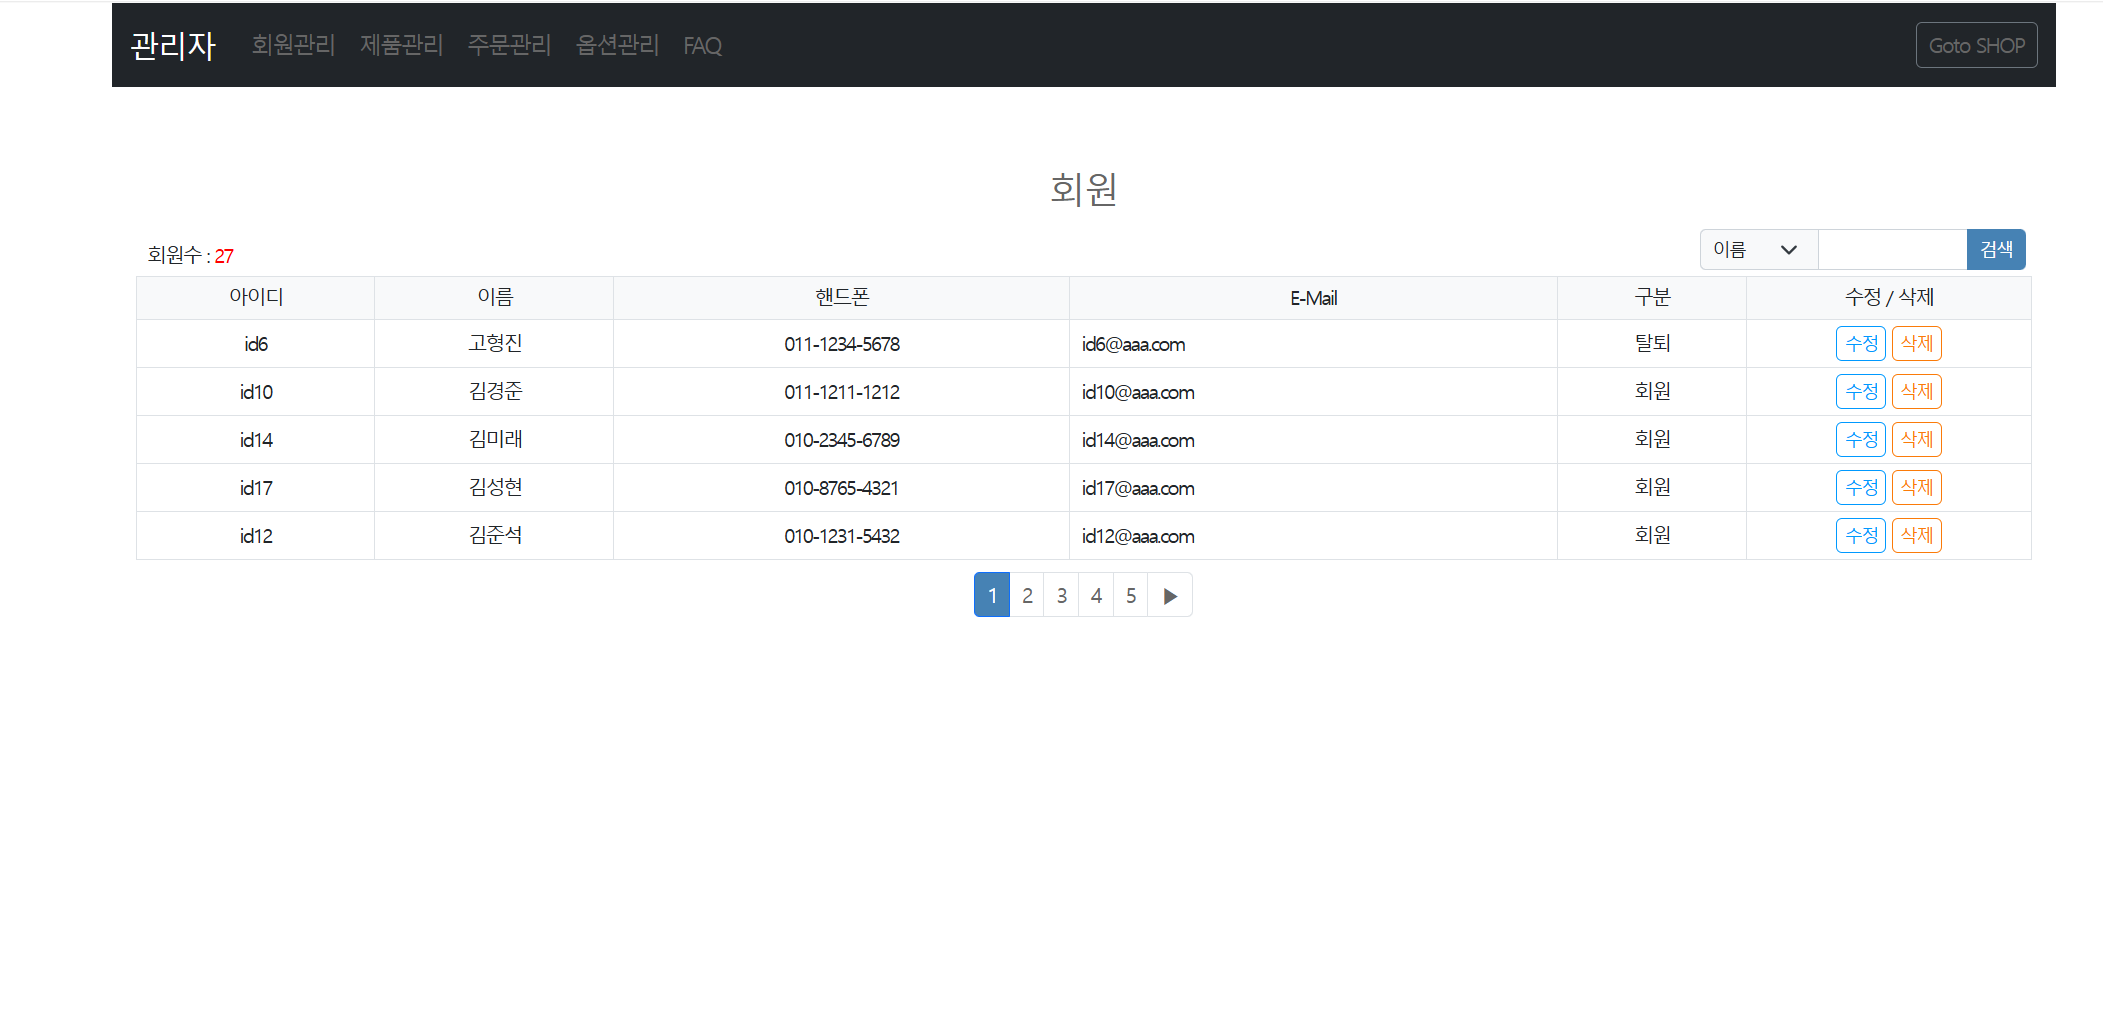 관리자 회원관리 제품관리 주문관리 옵션관리 FAQ Goto SHOP
회원
회원수 : 27 이름 검색
아이디 이름 핸드폰 E-Mail 구분 수정 / 삭제
id6 고형진 011-1234-5678 id6@aaa.com 탈퇴 수정 삭제
id10 김경준 011-1211-1212 id10@aaa.com 회원 수정 삭제
id14 김미래 010-2345-6789 id14@aaa.com 회원 수정 삭제
id17 김성현 010-8765-4321 id17@aaa.com 회원 수정 삭제
id12 김준석 010-1231-5432 id12@aaa.com 회원 수정 삭제
1 2 3 4 5 ▶